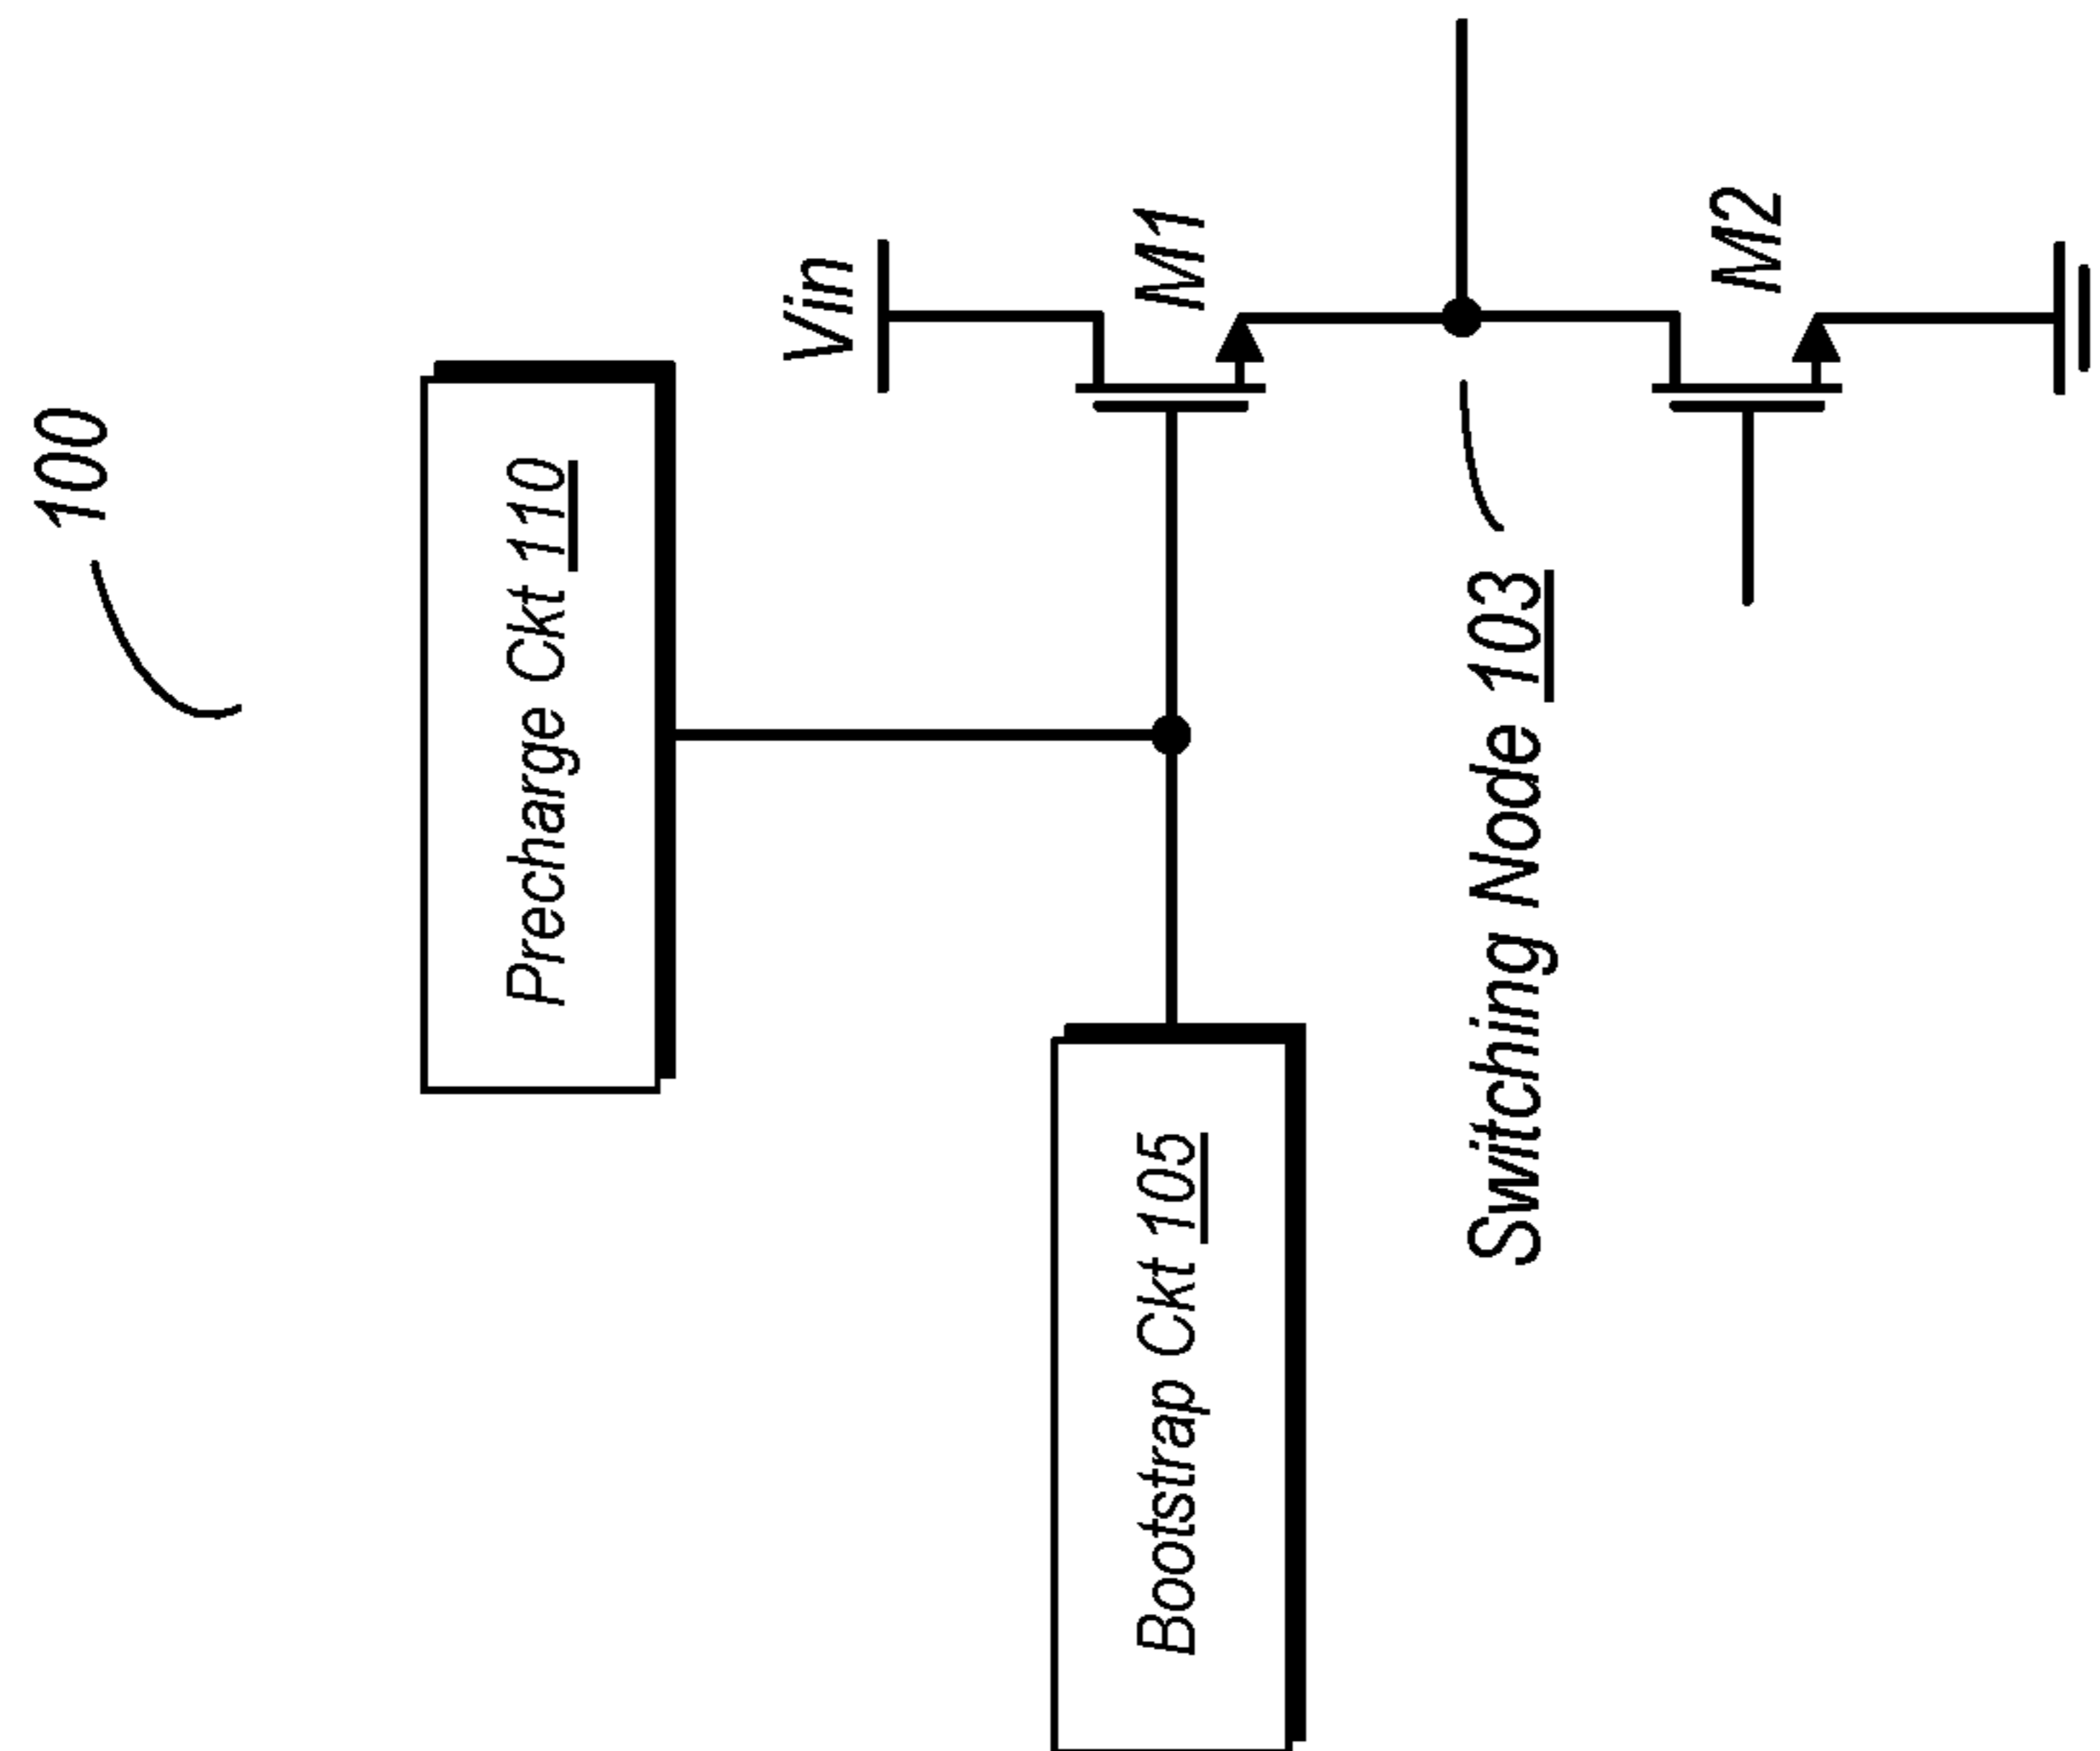 100
Precharge Ckt 110
Vin
M1
Bootstrap Ckt 105
Switching Node 103
M2